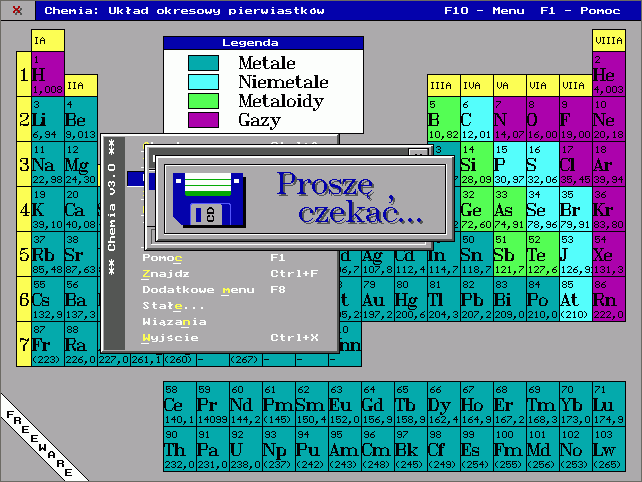 Chemia: Układ okresowy pierwiastków F10 - Menu F1 - Pomoc
IA VIIIA
Legenda
Metale
Niemetale
Metaloidy
Gazy
1 1 H 1,008 IIA IIIA IVA VA VIA VIIA 2 He 4,003
2 3 Li 6,94 4 Be 9,013 5 B 10,82 6 C 12,01 7 N 14,07 8 O 16,00 9 F 19,00 10 Ne 20,18
3 11 Na 22,98 12 Mg 24,30 14 Si 28,09 15 P 30,97 16 S 32,06 17 Cl 35,45 18 Ar 39,94
4 19 K 39,10 20 Ca 40,08 32 Ge 72,60 33 As 74,91 34 Se 78,96 35 Br 79,91 36 Kr 83,80
5 37 Rb 85,48 38 Sr 87,63 Ag 107,8 Cd 112,4 In 114,7 50 Sn 118,7 51 Sb 121,7 52 Te 127,6 53 J 126,9 54 Xe 131,3
6 55 Cs 132,9 56 Ba 137,3 79 Au 197,0 80 Hg 200,6 81 Tl 204,3 82 Pb 207,2 83 Bi 209,0 84 Po 210,0 85 At (210) 86 Rn 222,0
7 87 Fr (223) 88 Ra 226,0 227,0 261,1 (260) – (267) – –
** Chemia v3.0 **
Proszę ,
czekać...
Pomoc F1
Znajdz Ctrl+F
Dodatkowe menu F8
Stałe...
Wiązania
Wyjście Ctrl+X
58 Ce 140,1 59 Pr 14099 60 Nd 144,2 61 Pm (145) 62 Sm 150,4 63 Eu 152,0 64 Gd 156,9 65 Tb 158,9 66 Dy 162,4 67 Ho 164,9 68 Er 167,2 69 Tm 168,3 70 Yb 173,0 71 Lu 174,9
90 Th 232,0 91 Pa 231,0 92 U 238,0 93 Np (237) 94 Pu (242) 95 Am (243) 96 Cm (248) 97 Bk (245) 98 Cf (249) 99 Es (254) 100 Fm (255) 101 Md (256) 102 No (253) 103 Lw (265)
FREEWARE